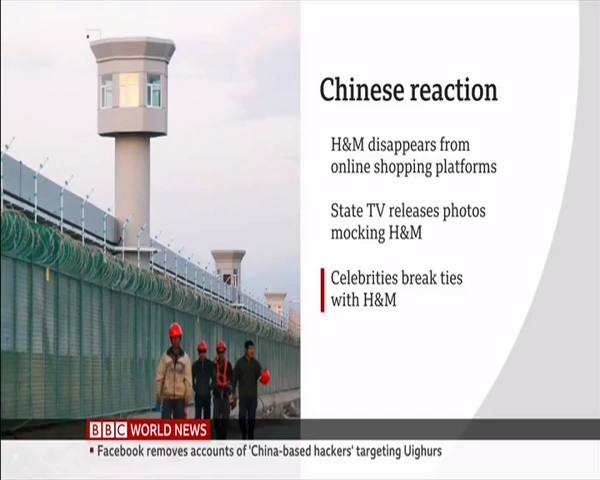 Chinese reaction
H&M disappears from
online shopping platforms
State TV releases photos
mocking H&M
Celebrities break ties
with H&M
BBC WORLD NEWS
Facebook removes accounts of 'China-based hackers' targeting Uighurs